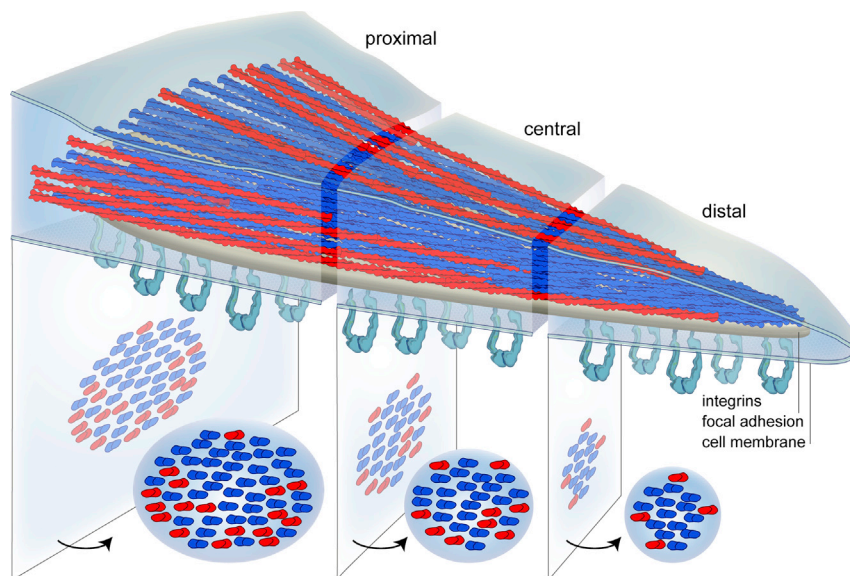 proximal
central
distal
integrins
focal adhesion
cell membrane